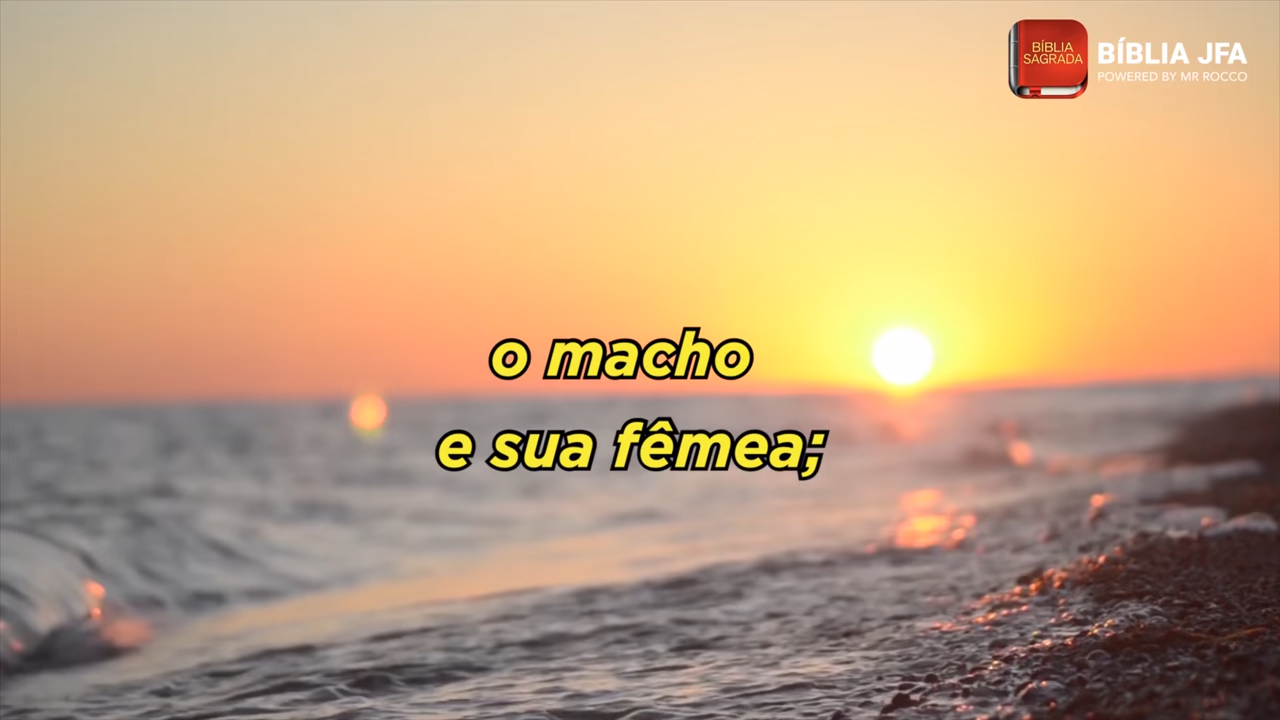 BÍBLIA
SAGRADA
BÍBLIA JFA
POWERED BY MR ROCCO
o macho
e sua fêmea;